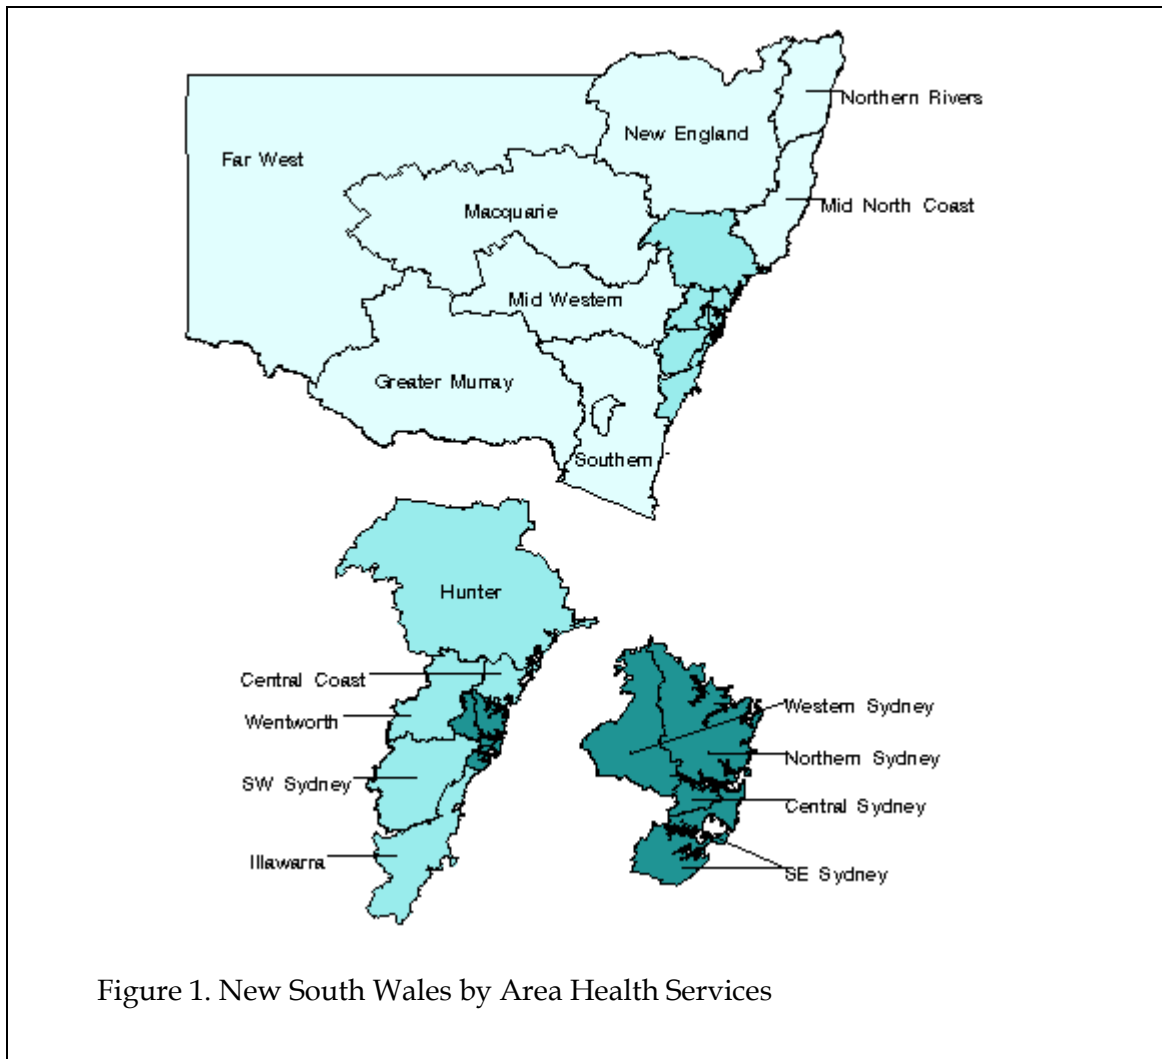 Northern Rivers
New England
Far West
Mid North Coast
Macquarie
Mid Western
Greater Murray
Southern
Hunter
Central Coast
Wentworth
SW Sydney
Illawarra
Western Sydney
Northern Sydney
Central Sydney
SE Sydney
Figure 1. New South Wales by Area Health Services